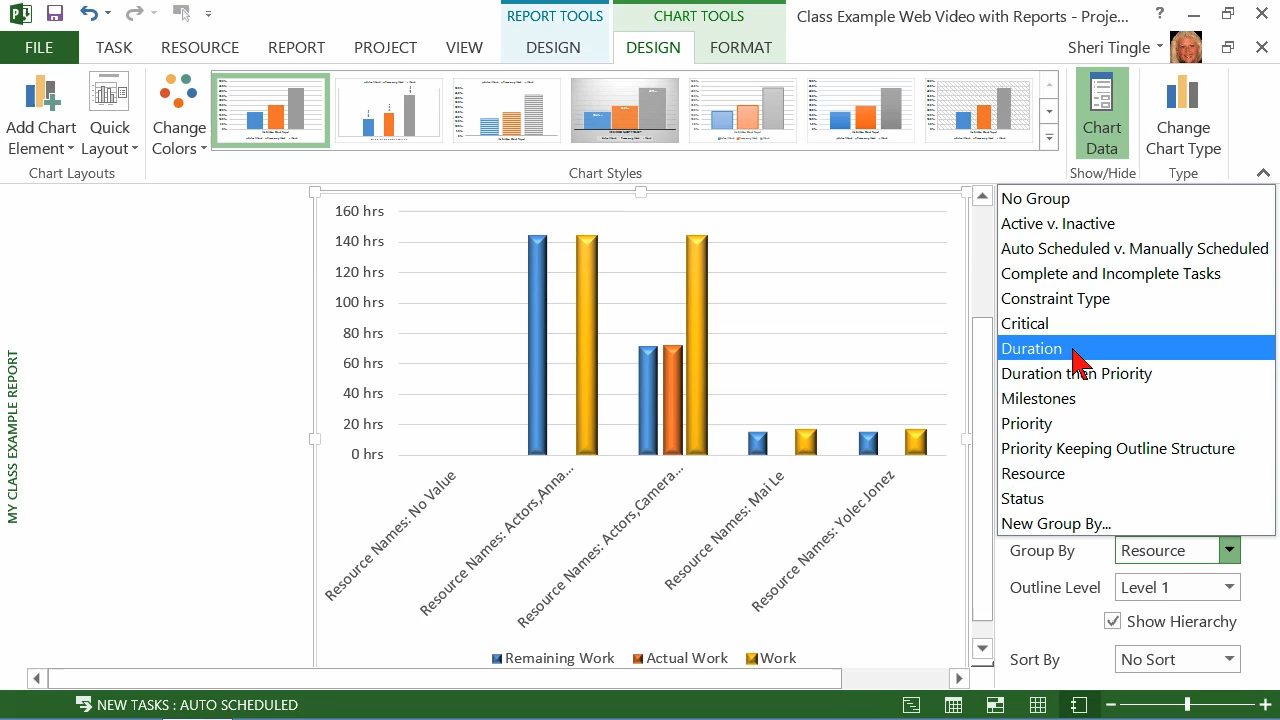 REPORT TOOLS
CHART TOOLS
Class Example Web Video with Reports - Proje...
?
FILE
TASK
RESOURCE
REPORT
PROJECT
VIEW
DESIGN
DESIGN
FORMAT
Sheri Tingle
Add Chart
Element
Quick
Layout
Change
Colors
Chart
Data
Change
Chart Type
Chart Layouts
Chart Styles
Show/Hide
Type
MY CLASS EXAMPLE REPORT
160 hrs
140 hrs
120 hrs
100 hrs
80 hrs
60 hrs
40 hrs
20 hrs
0 hrs
Resource Names: No Value
Resource Names: Actors,Anna...
Resource Names: Actors,Camera...
Resource Names: Mai Le
Resource Names: Yolec Jonez
Remaining Work
Actual Work
Work
No Group
Active v. Inactive
Auto Scheduled v. Manually Scheduled
Complete and Incomplete Tasks
Constraint Type
Critical
Duration
Duration then Priority
Milestones
Priority
Priority Keeping Outline Structure
Resource
Status
New Group By...
Group By
Resource
Outline Level
Level 1
Show Hierarchy
Sort By
No Sort
NEW TASKS : AUTO SCHEDULED